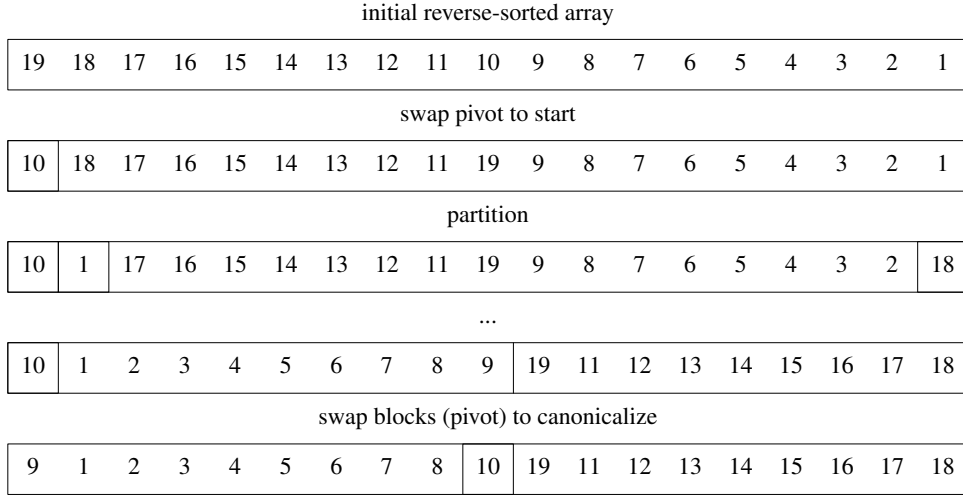 initial reverse-sorted array
19 18 17 16 15 14 13 12 11 10 9 8 7 6 5 4 3 2 1
swap pivot to start
10 18 17 16 15 14 13 12 11 19 9 8 7 6 5 4 3 2 1
partition
10 1 17 16 15 14 13 12 11 19 9 8 7 6 5 4 3 2 18
...
10 1 2 3 4 5 6 7 8 9 19 11 12 13 14 15 16 17 18
swap blocks (pivot) to canonicalize
9 1 2 3 4 5 6 7 8 10 19 11 12 13 14 15 16 17 18